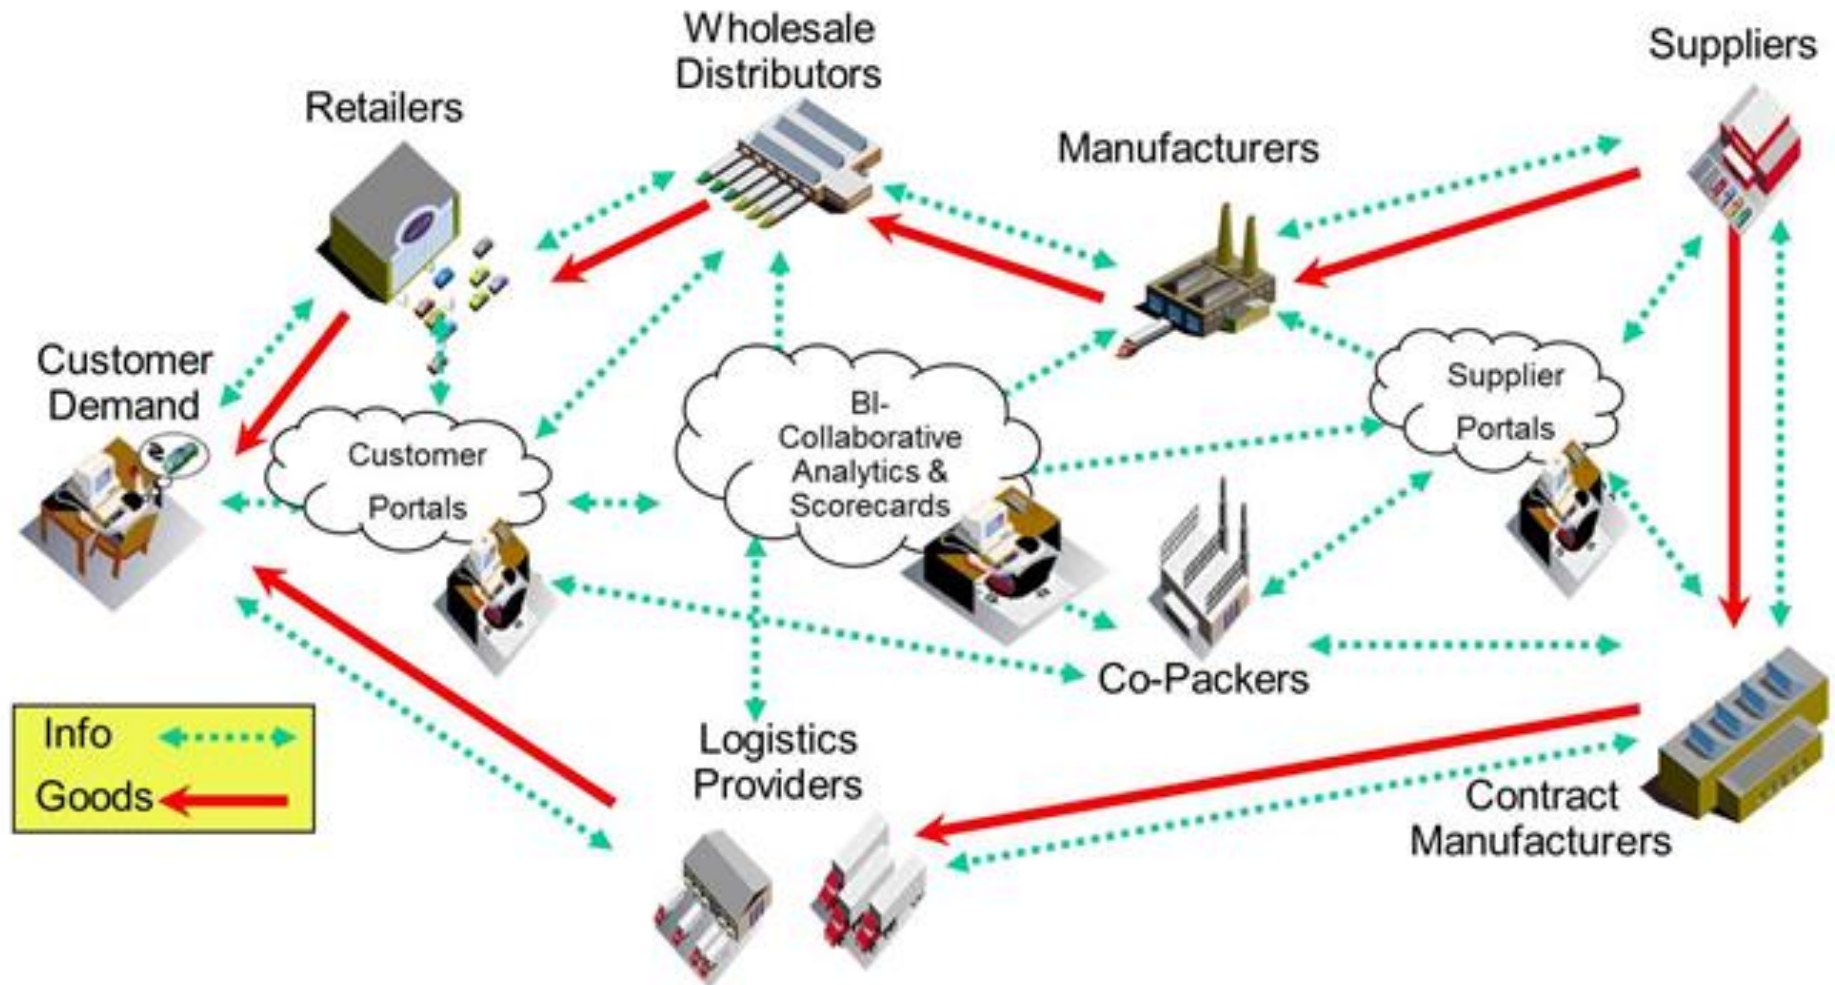 Wholesale
Distributors
Suppliers
Retailers
Manufacturers
Customer
Demand
Customer
Portals
BI-
Collaborative
Analytics &
Scorecards
Supplier
Portals
Co-Packers
Logistics
Providers
Contract
Manufacturers
Info
Goods